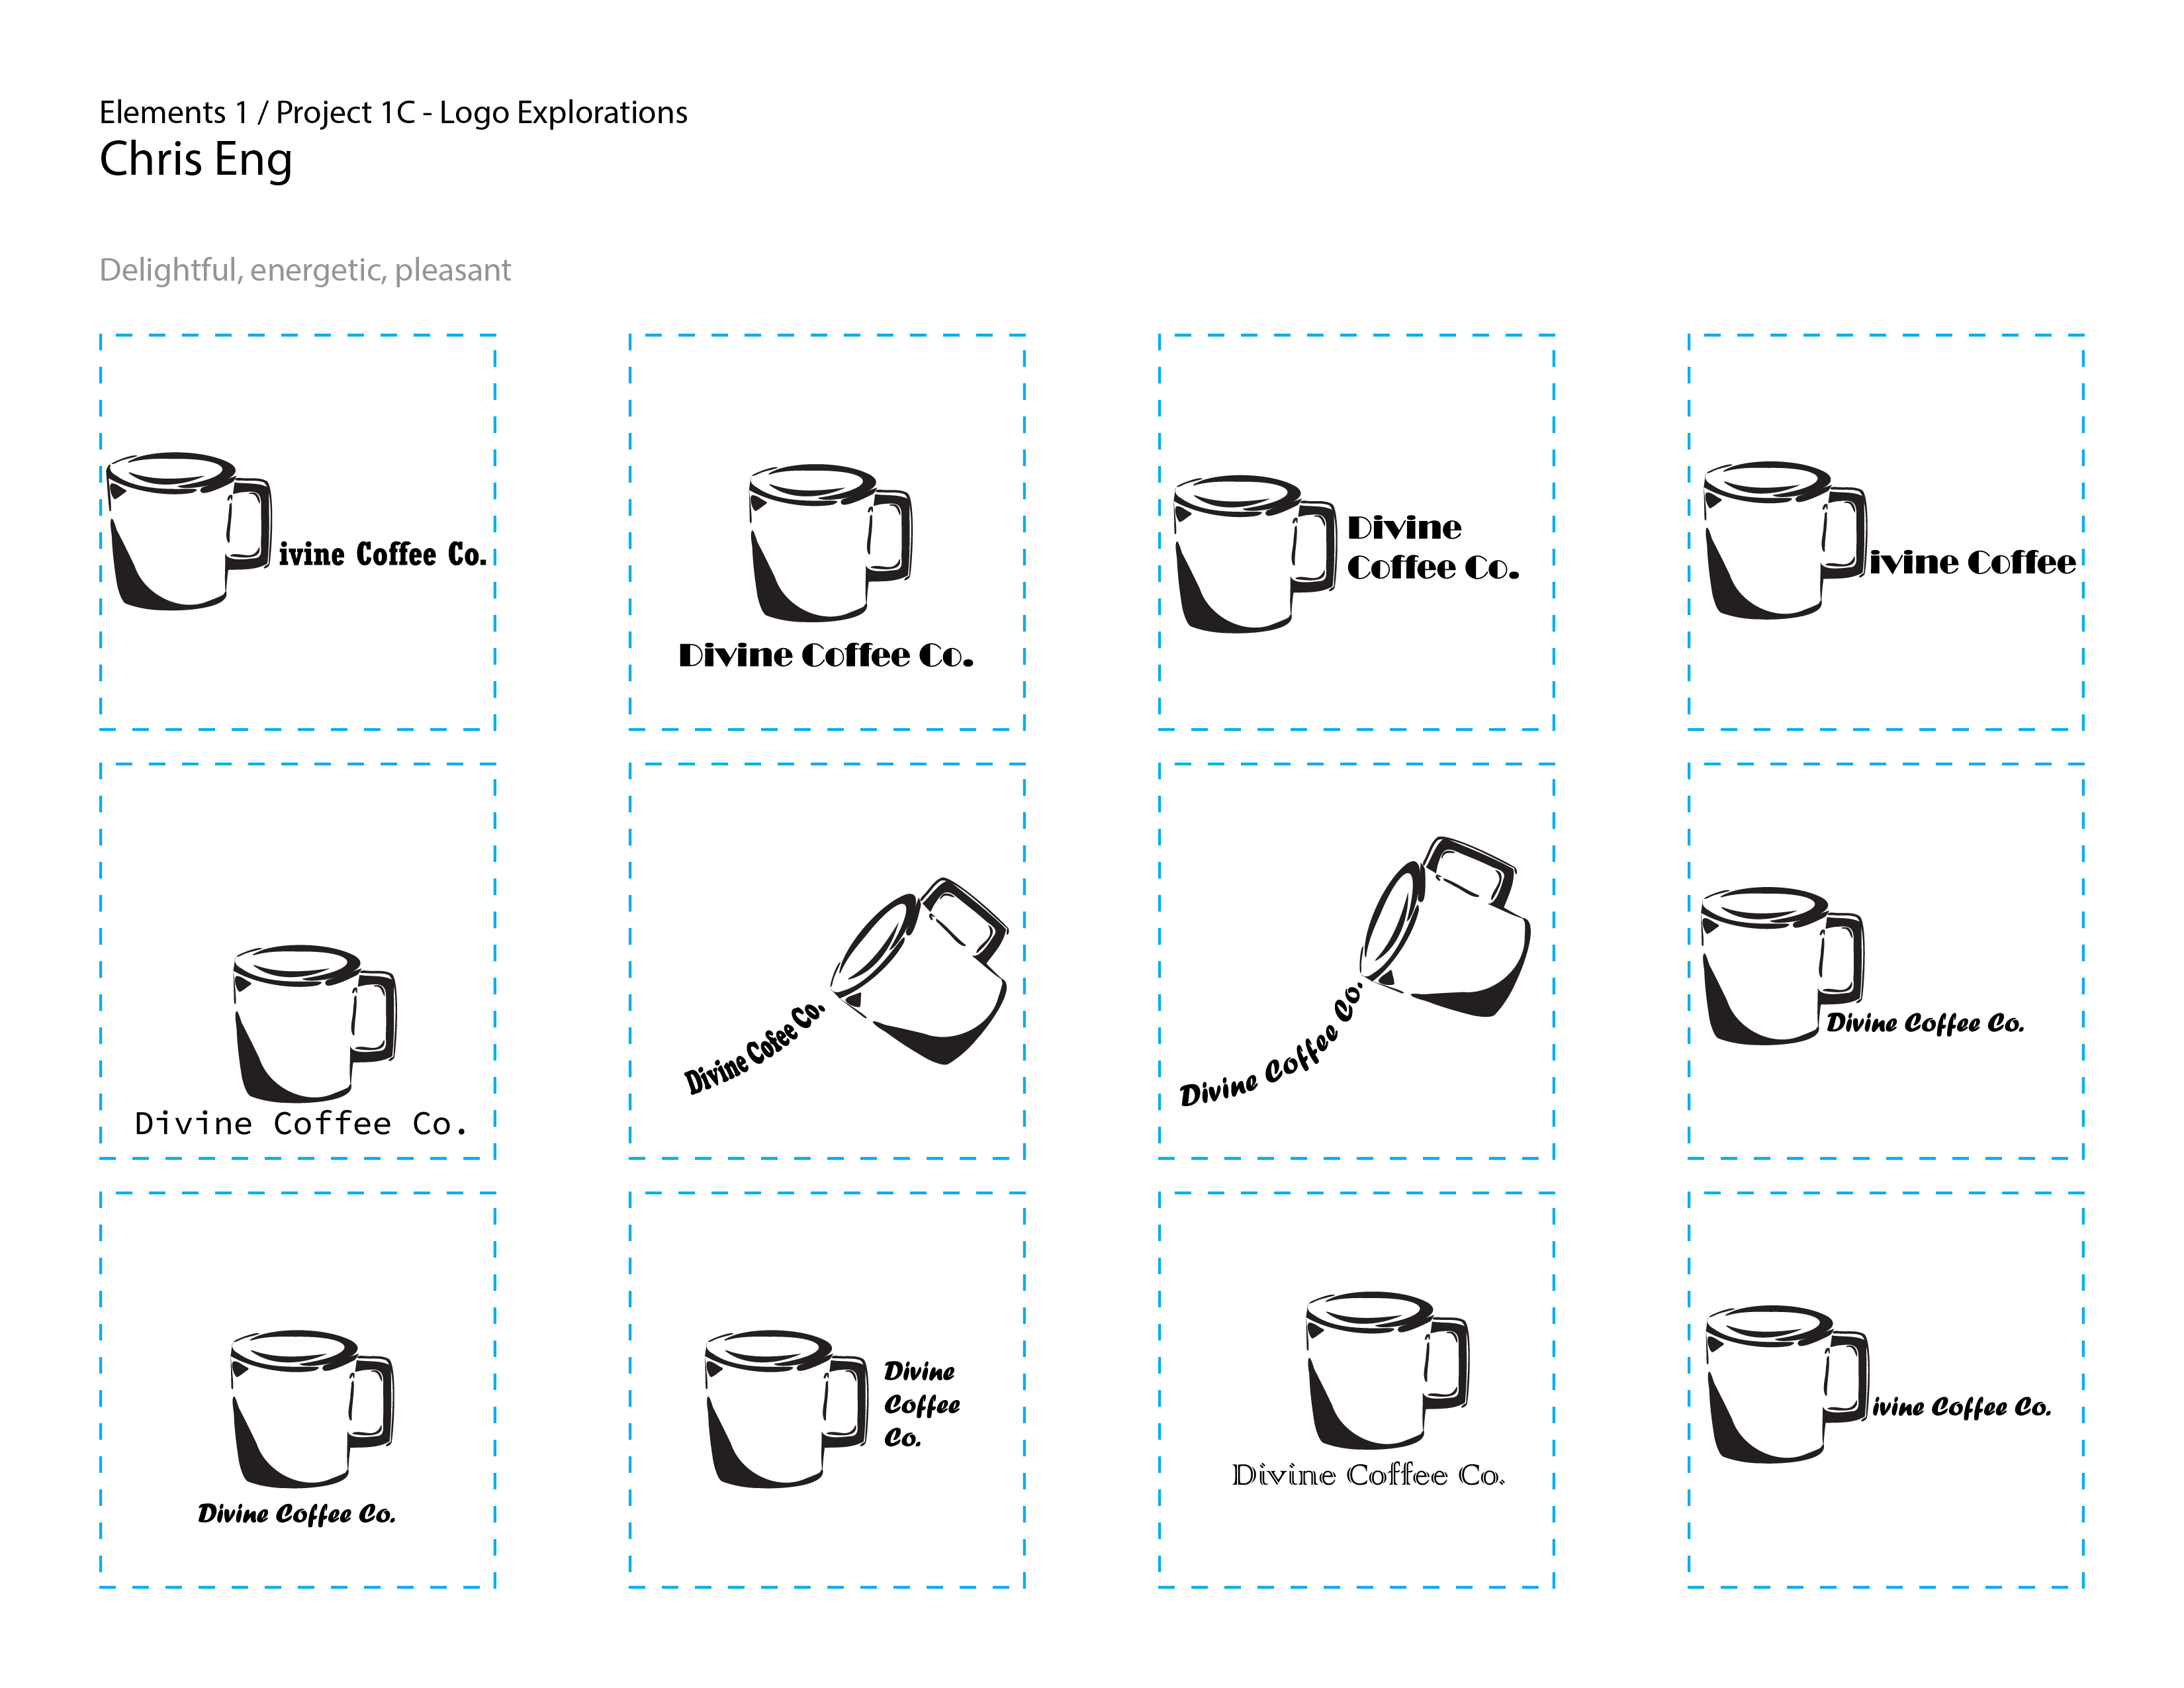 Elements 1 / Project 1C - Logo Explorations
Chris Eng
Delightful, energetic, pleasant
ivine Coffee Co.
Divine Coffee Co.
Divine
Coffee Co.
ivine Coffee
Divine Coffee Co.
Divine Cofee Co.
Divine Coffee Co.
Divine Coffee Co.
Divine Coffee Co.
Divine
Coffee
Co.
Divine Coffee Co.
ivine Coffee Co.